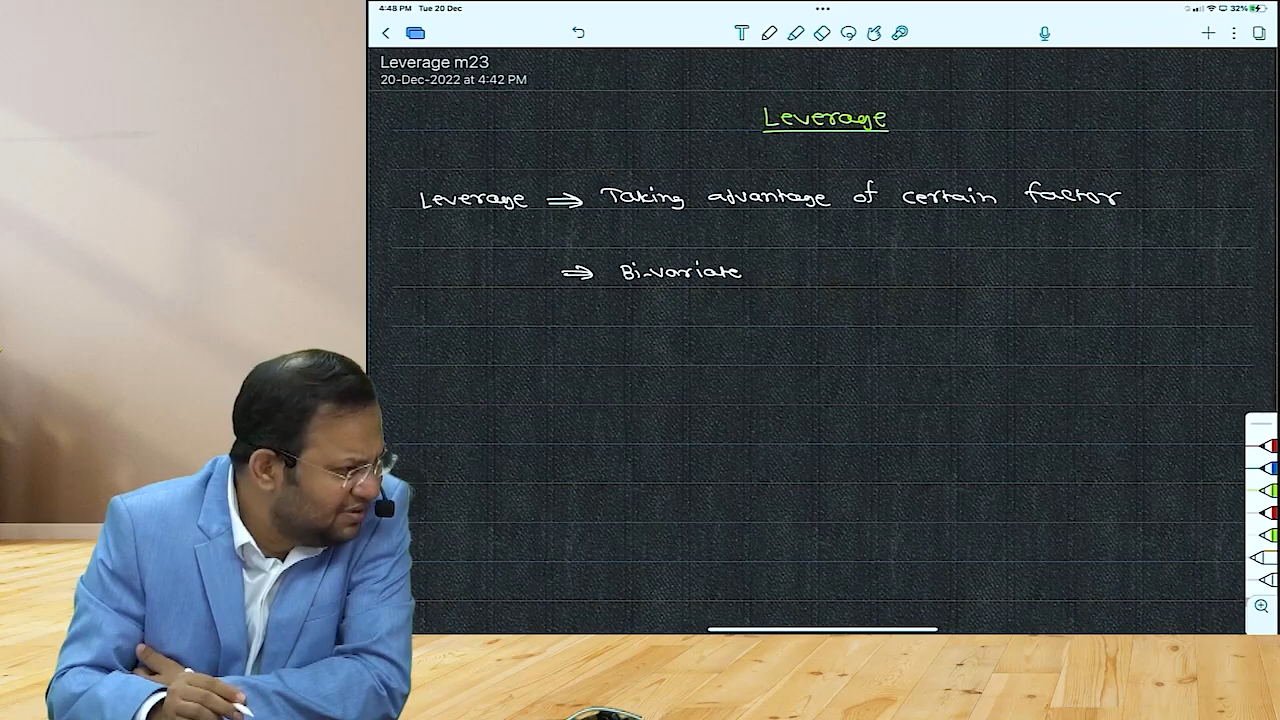 4:48 PM Tue 20 Dec
32%
Leverage m23
20-Dec-2022 at 4:42 PM
Leverage
Leverage ⇒ Taking advantage of certain factor
⇒ Bi-variate